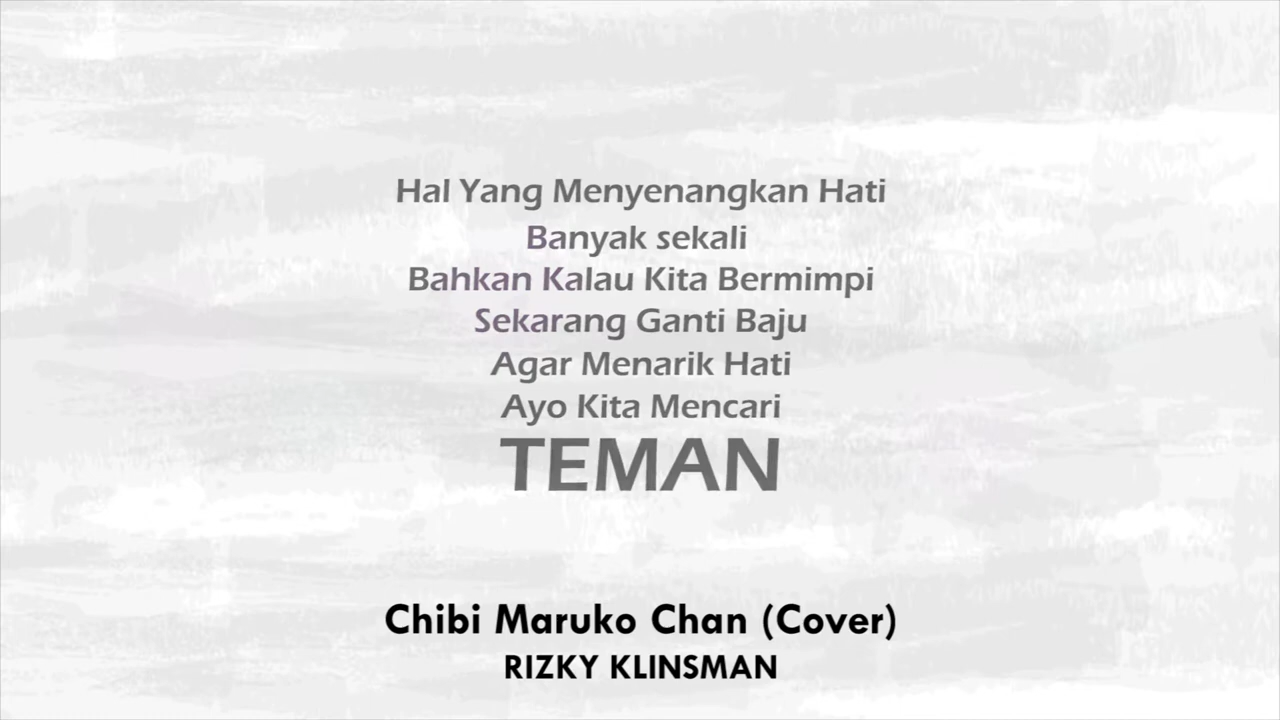 Hal Yang Menyenangkan Hati
Banyak sekali
Bahkan Kalau Kita Bermimpi
Sekarang Ganti Baju
Agar Menarik Hati
Ayo Kita Mencari
TEMAN
Chibi Maruko Chan (Cover)
RIZKY KLINSMAN